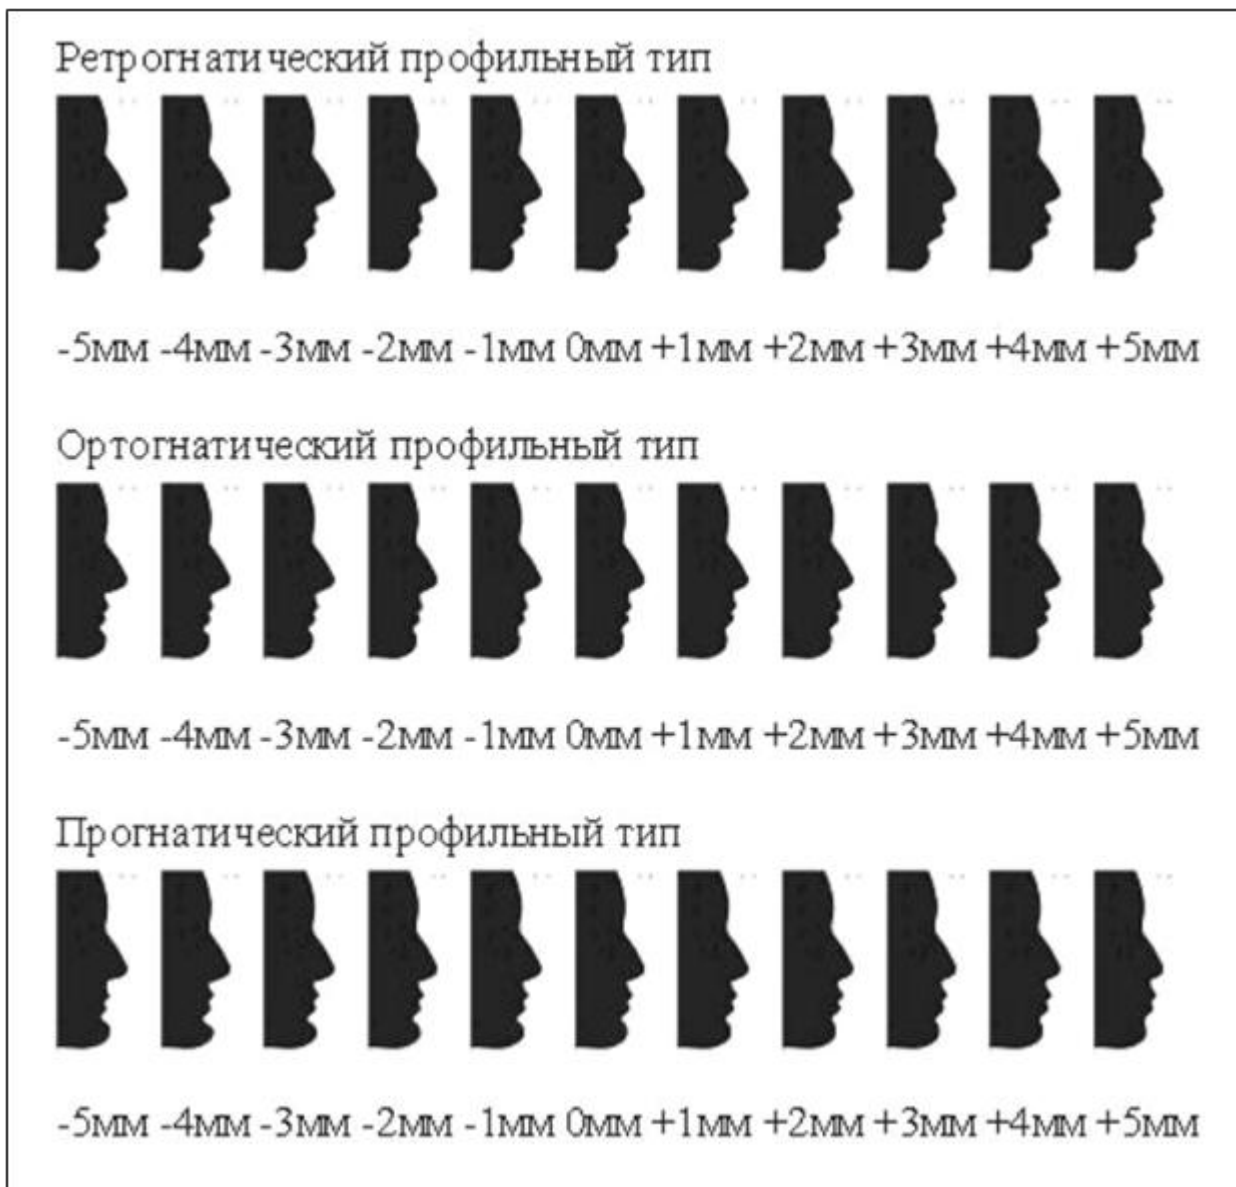 Ретрогнатический профильный тип
-5мм -4мм -3мм -2мм -1мм 0мм +1мм +2мм +3мм +4мм +5мм
Ортогнатический профильный тип
-5мм -4мм -3мм -2мм -1мм 0мм +1мм +2мм +3мм +4мм +5мм
Прогнатический профильный тип
-5мм -4мм -3мм -2мм -1мм 0мм +1мм +2мм +3мм +4мм +5мм